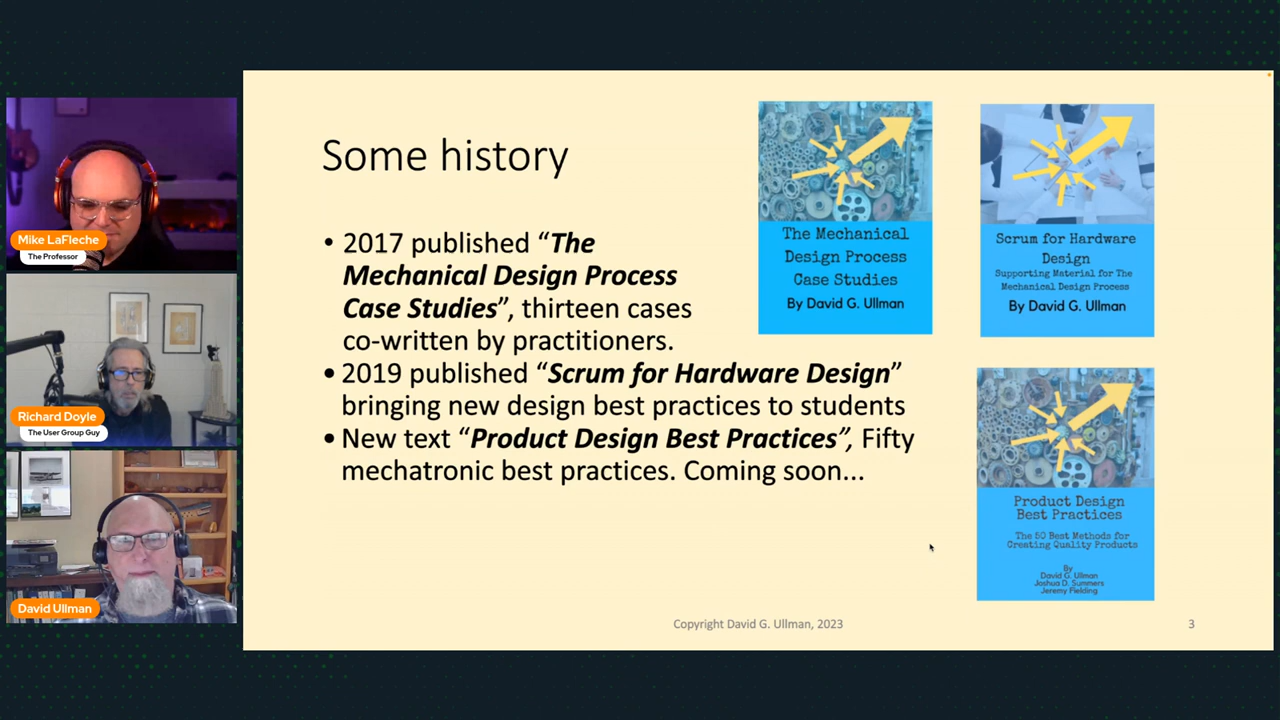 Mike LaFleche
The Professor
Richard Doyle
The User Group Guy
David Ullman
Some history
• 2017 published “The
Mechanical Design Process
Case Studies”, thirteen cases
co-written by practitioners.
• 2019 published “Scrum for Hardware Design”
bringing new design best practices to students
• New text “Product Design Best Practices”, Fifty
mechatronic best practices. Coming soon...
The Mechanical
Design Process
Case Studies
By David G. Ullman
Scrum for Hardware
Design
Supporting Material for The
Mechanical Design Process
By David G. Ullman
Product Design
Best Practices
The 50 Best Methods for
Creating Quality Products
By
David G. Ullman
Joshua D. Summers
Jeremy Fielding
Copyright David G. Ullman, 2023
3